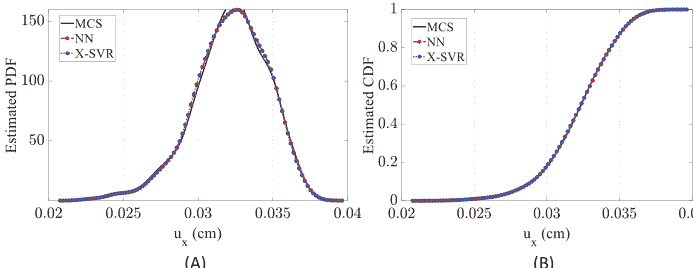 150
100
50
Estimated PDF
MCS
NN
X-SVR
0.02
0.025
0.03
0.035
0.04
u_x (cm)
(A)
1
0.8
0.6
0.4
0.2
0
Estimated CDF
MCS
NN
X-SVR
0.02
0.025
0.03
0.035
0.0
u_x (cm)
(B)